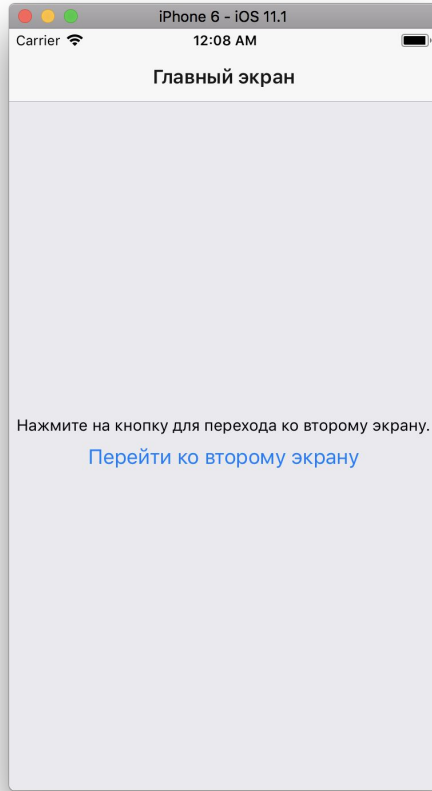 iPhone 6 - iOS 11.1
Carrier 12:08 AM
Главный экран
Нажмите на кнопку для перехода ко второму экрану.
Перейти ко второму экрану